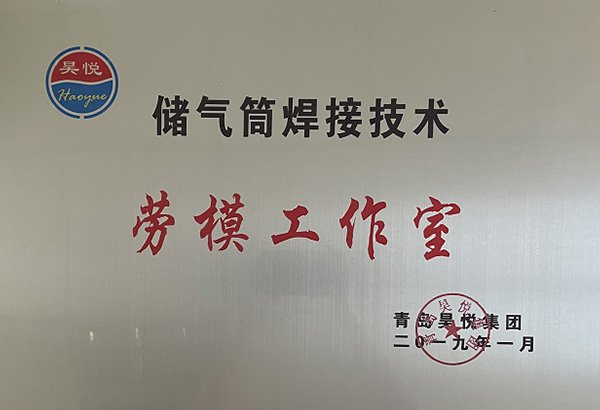 昊悦
Haoyue
储气筒焊接技术
劳模工作室
青岛昊悦集团
二〇一九年一月